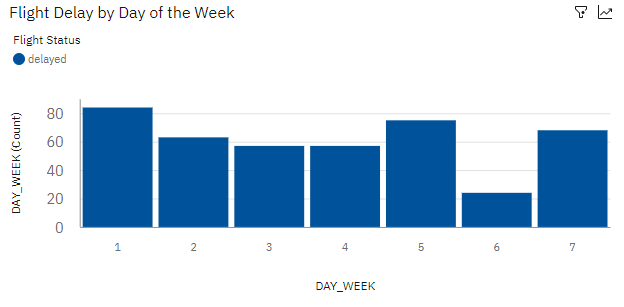 Flight Delay by Day of the Week
Flight Status
delayed
DAY_WEEK (Count)
80
60
40
20
0
1 2 3 4 5 6 7
DAY_WEEK